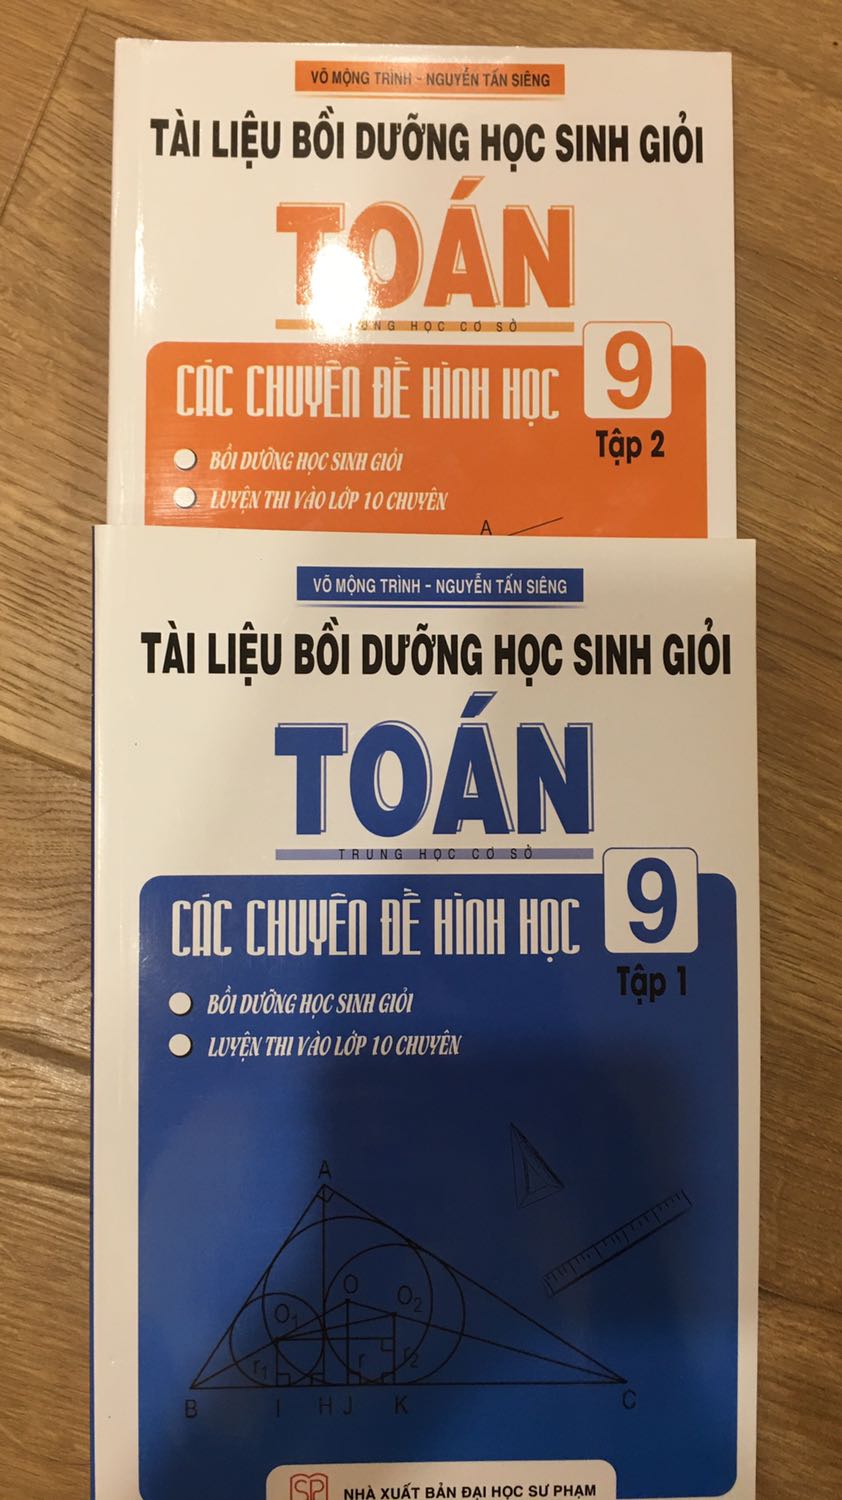 VÕ MỘNG TRÌNH - NGUYỄN TẤN SIÊNG
TÀI LIỆU BỒI DƯỠNG HỌC SINH GIỎI
TOÁN
HỌC CƠ SỞ
CÁC CHUYÊN ĐỀ HÌNH HỌC
9
Tập 2
BỒI DƯỠNG HỌC SINH GIỎI
LUYỆN THI VÀO LỚP 10 CHUYÊN
A
VÕ MỘNG TRÌNH - NGUYỄN TẤN SIÊNG
TÀI LIỆU BỒI DƯỠNG HỌC SINH GIỎI
TOÁN
TRUNG HỌC CƠ SỞ
CÁC CHUYÊN ĐỀ HÌNH HỌC
9
Tập 1
BỒI DƯỠNG HỌC SINH GIỎI
LUYỆN THI VÀO LỚP 10 CHUYÊN
A
O
O₁ O₂
r₁ r r₂
B I H J K C
SP NHÀ XUẤT BẢN ĐẠI HỌC SƯ PHẠM